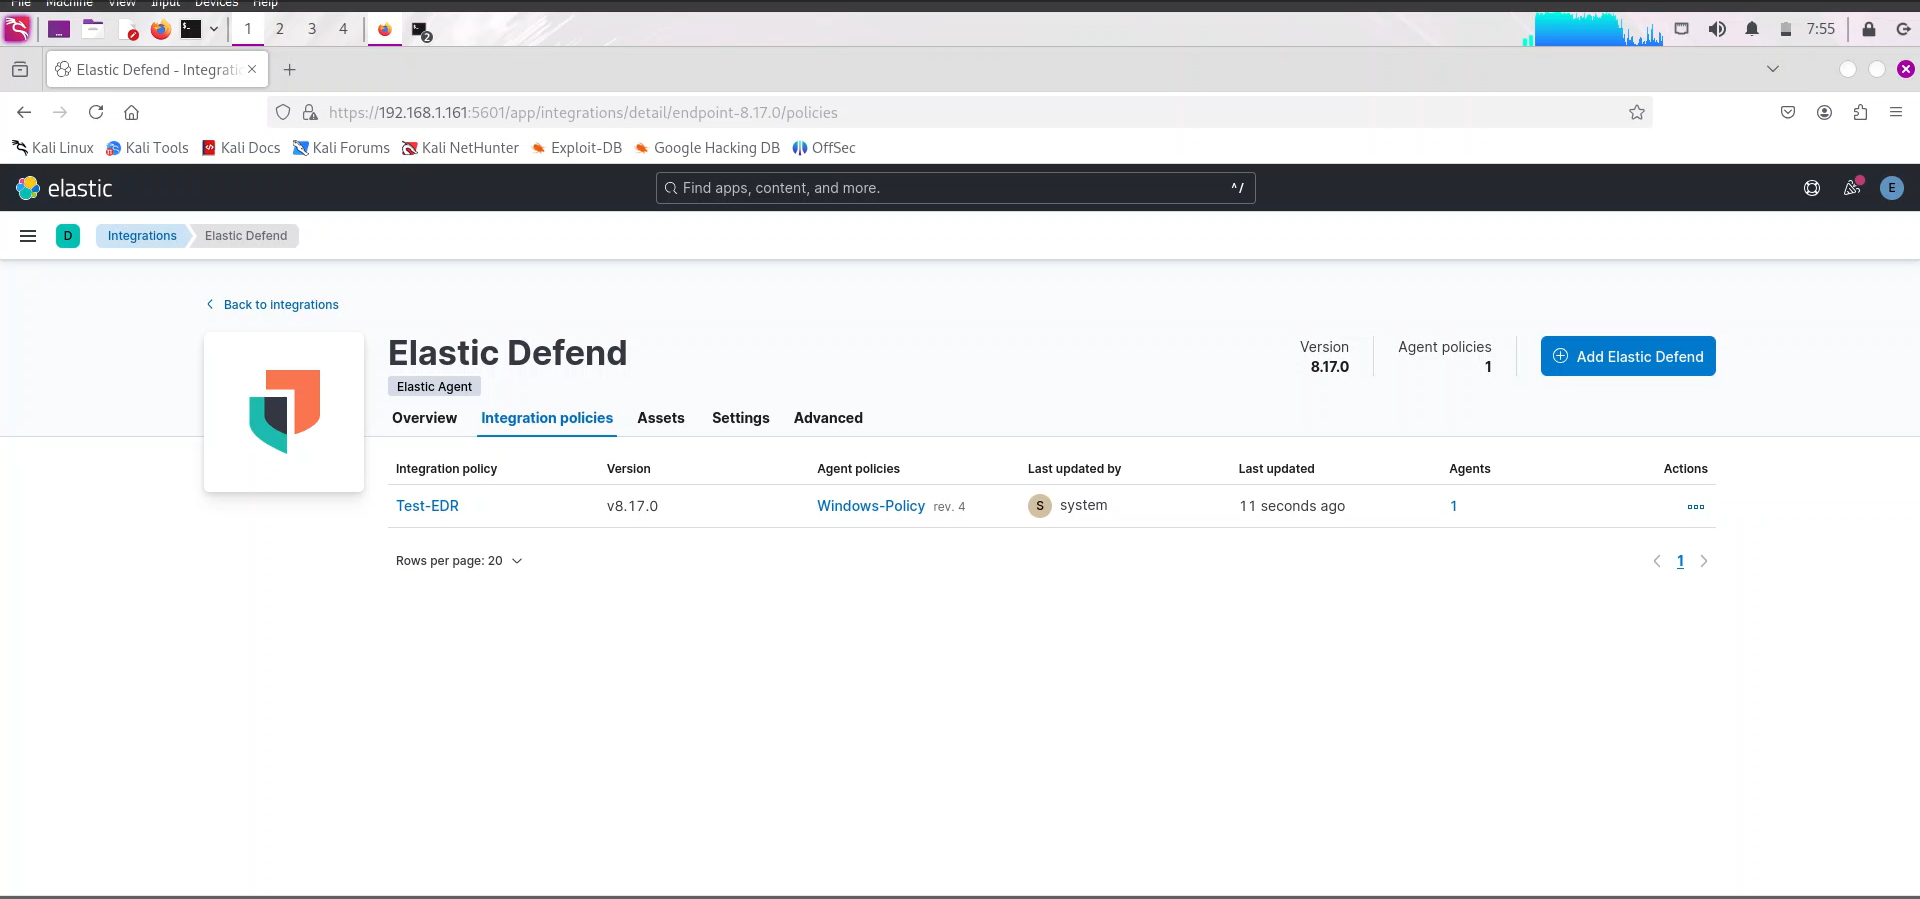 File Machine View Input Devices Help
1 2 3 4 2 7:55
Elastic Defend - Integrati
https://192.168.1.161:5601/app/integrations/detail/endpoint-8.17.0/policies
Kali Linux Kali Tools Kali Docs Kali Forums Kali NetHunter Exploit-DB Google Hacking DB OffSec
elastic Find apps, content, and more. ^/ E
D Integrations Elastic Defend
Back to integrations
Elastic Defend
Elastic Agent
Version Agent policies
8.17.0 1
Add Elastic Defend
Overview Integration policies Assets Settings Advanced
Integration policy Version Agent policies Last updated by Last updated Agents Actions
Test-EDR v8.17.0 Windows-Policy rev. 4 S system 11 seconds ago 1
Rows per page: 20 1